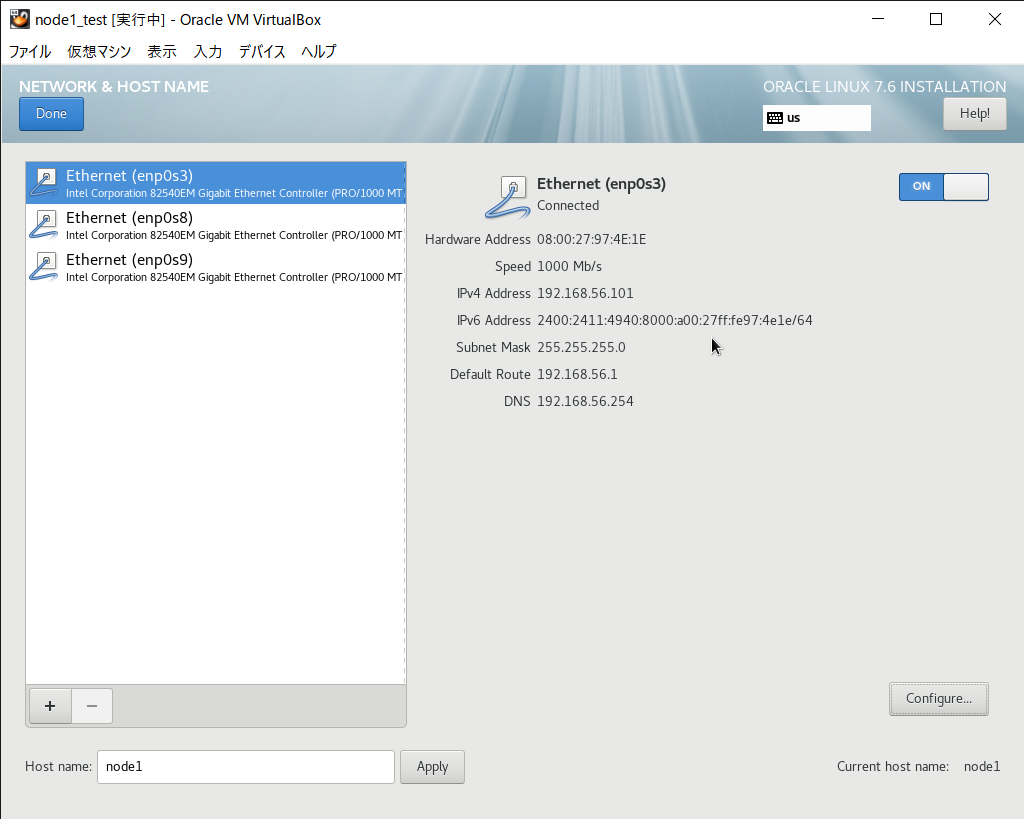 node1_test [実行中] - Oracle VM VirtualBox
ファイル 仮想マシン 表示 入力 デバイス ヘルプ
NETWORK & HOST NAME
ORACLE LINUX 7.6 INSTALLATION
Done
us
Help!
Ethernet (enp0s3)
Intel Corporation 82540EM Gigabit Ethernet Controller (PRO/1000 MT
Ethernet (enp0s8)
Intel Corporation 82540EM Gigabit Ethernet Controller (PRO/1000 MT
Ethernet (enp0s9)
Intel Corporation 82540EM Gigabit Ethernet Controller (PRO/1000 MT
Ethernet (enp0s3)
Connected
ON
Hardware Address 08:00:27:97:4E:1E
Speed 1000 Mb/s
IPv4 Address 192.168.56.101
IPv6 Address 2400:2411:4940:8000:a00:27ff:fe97:4e1e/64
Subnet Mask 255.255.255.0
Default Route 192.168.56.1
DNS 192.168.56.254
+ −
Configure...
Host name: node1 Apply
Current host name: node1